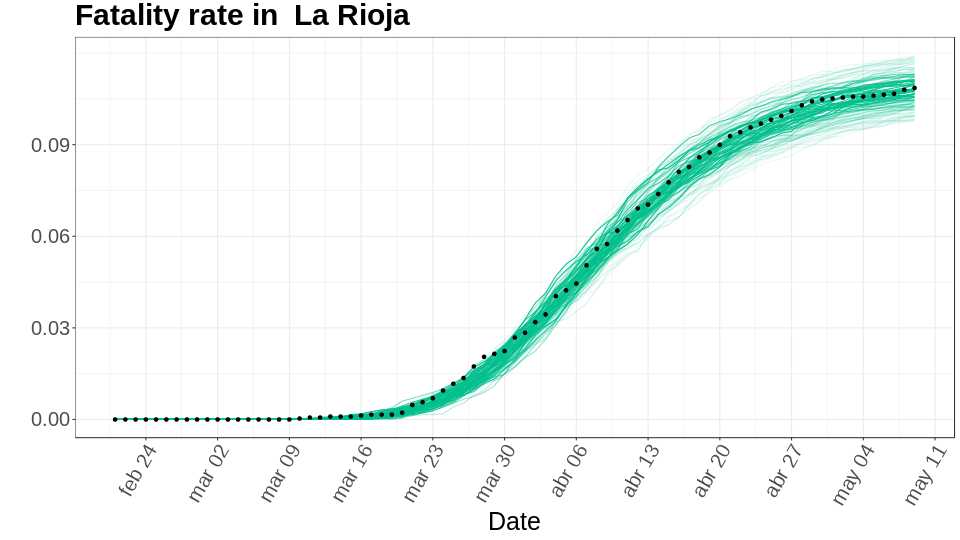 Fatality rate in  La Rioja
0.09
0.06
0.03
0.00
feb 24
mar 02
mar 09
mar 16
mar 23
mar 30
abr 06
abr 13
abr 20
abr 27
may 04
may 11
Date